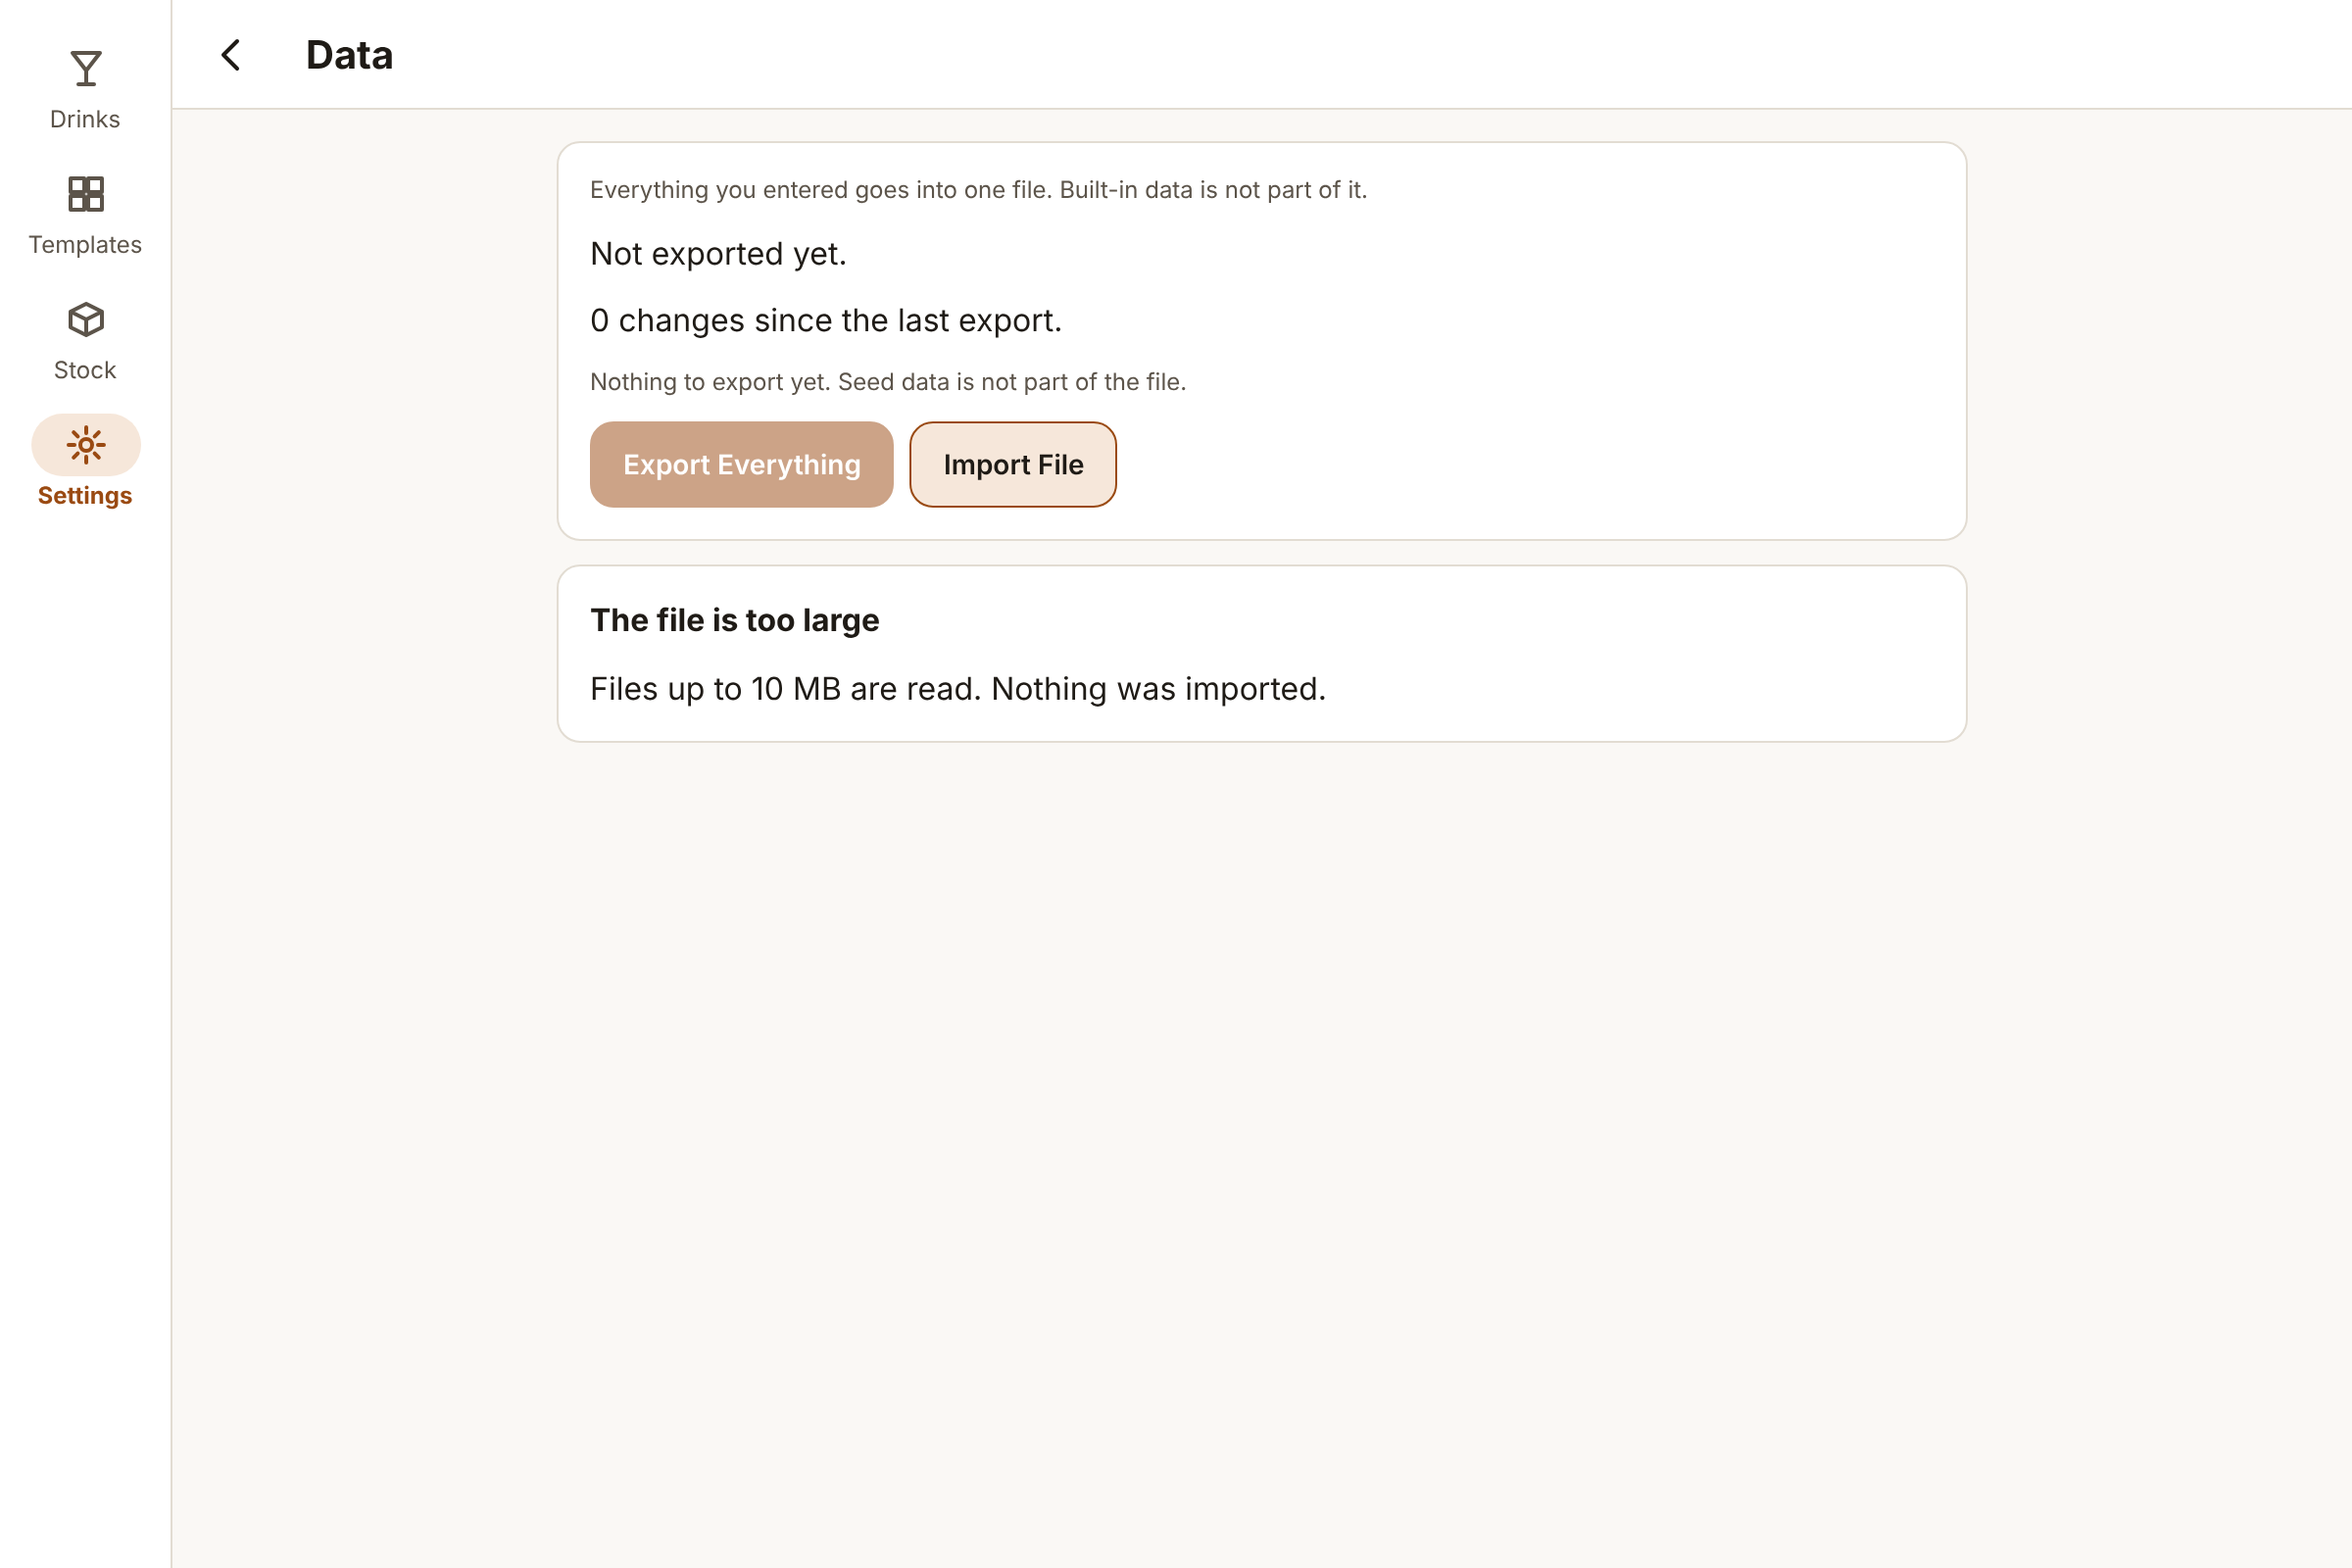 Data
Drinks
Templates
Stock
Settings
Everything you entered goes into one file. Built-in data is not part of it.
Not exported yet.
0 changes since the last export.
Nothing to export yet. Seed data is not part of the file.
Export Everything
Import File
The file is too large
Files up to 10 MB are read. Nothing was imported.